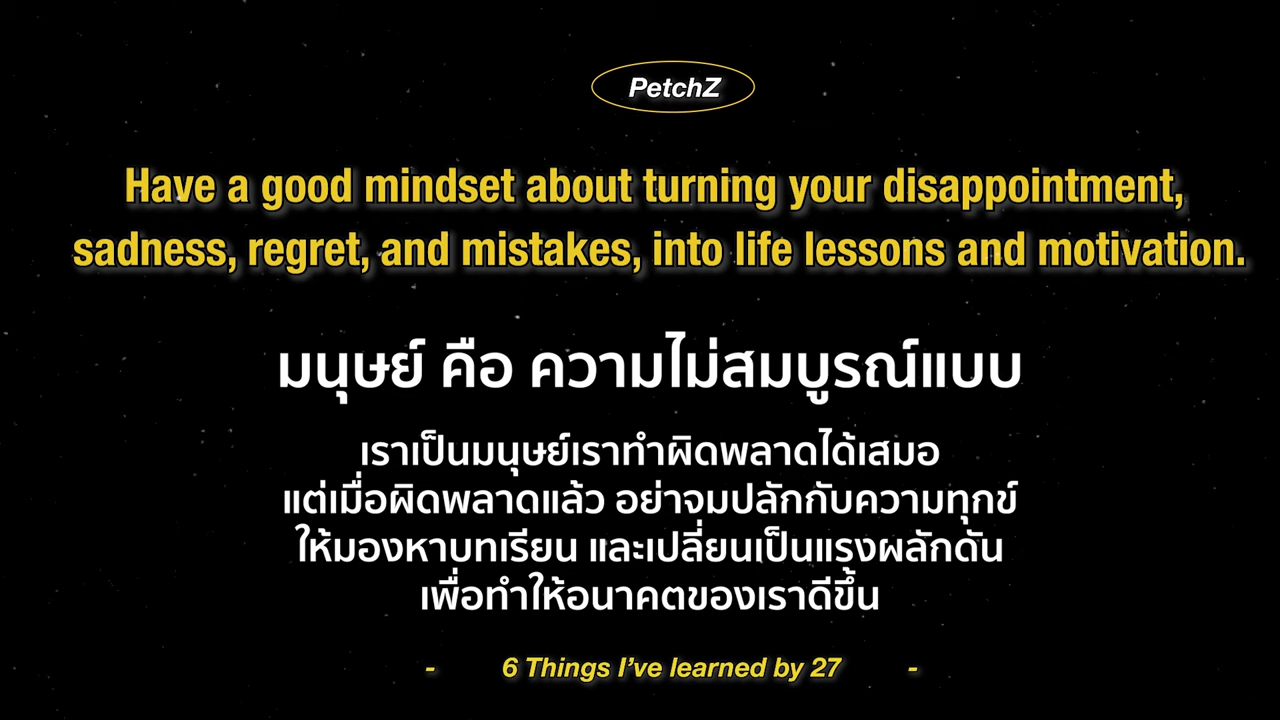 PetchZ
Have a good mindset about turning your disappointment,
sadness, regret, and mistakes, into life lessons and motivation.
มนุษย์ คือ ความไม่สมบูรณ์แบบ
เราเป็นมนุษย์เราทำผิดพลาดได้เสมอ
แต่เมื่อผิดพลาดแล้ว อย่าจมปลักกับความทุกข์
ให้มองหาบทเรียน และเปลี่ยนเป็นแรงผลักดัน
เพื่อทำให้อนาคตของเราดีขึ้น
- 6 Things I’ve learned by 27 -